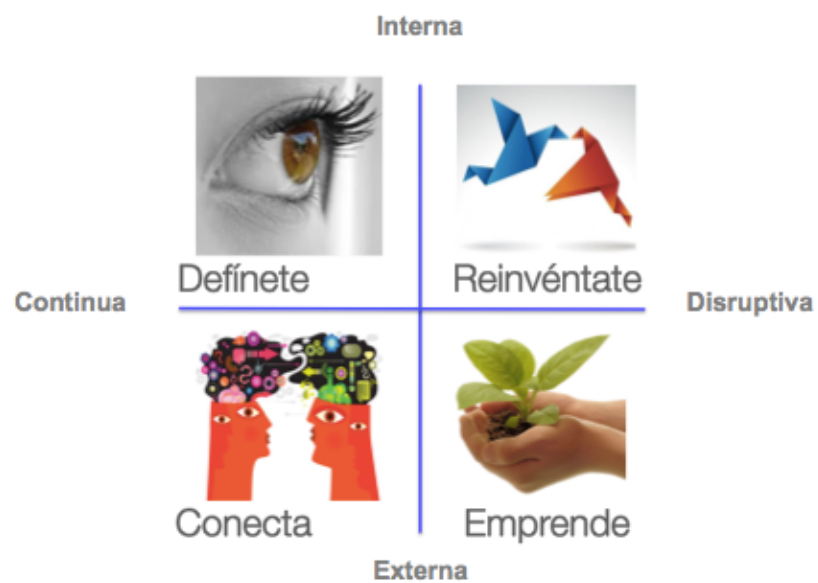 Interna
Defínete
Reinvéntate
Continua
Disruptiva
Conecta
Emprende
Externa